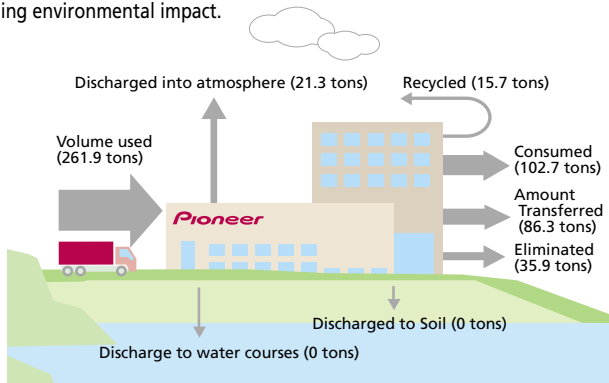 ing environmental impact.
Discharged into atmosphere (21.3 tons)
Recycled (15.7 tons)
Volume used
(261.9 tons)
Consumed
(102.7 tons)
Amount
Transferred
(86.3 tons)
Pioneer
Eliminated
(35.9 tons)
Discharged to Soil (0 tons)
Discharge to water courses (0 tons)